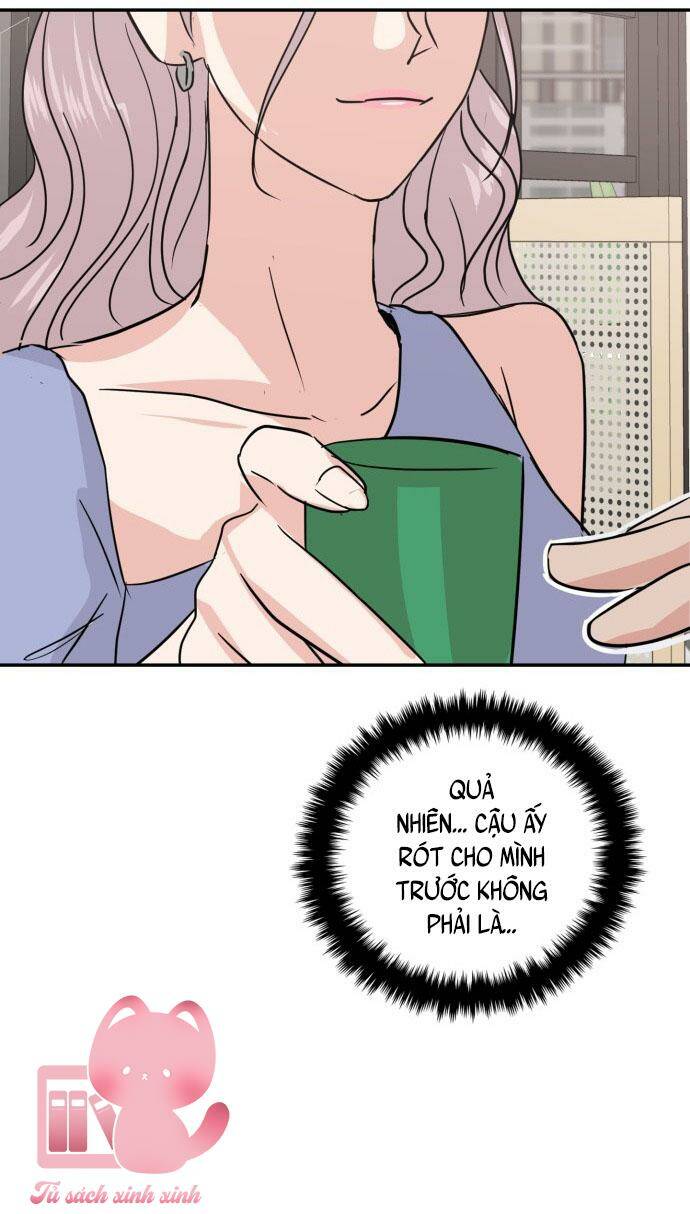 QUẢ
NHIÊN... CẬU ẤY
RÓT CHO MÌNH
TRƯỚC KHÔNG
PHẢI LÀ...
Tủ sách xinh xinh